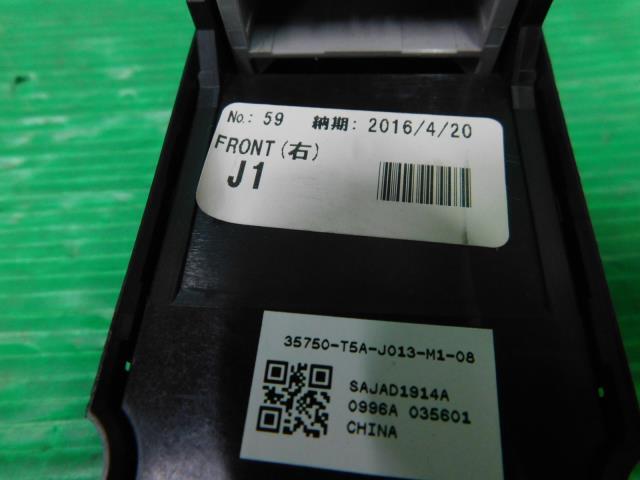 No.: 59 納期: 2016/4/20
FRONT(右)
J1
35750-T5A-J013-M1-08
SAJAD1914A
0996A 035601
CHINA